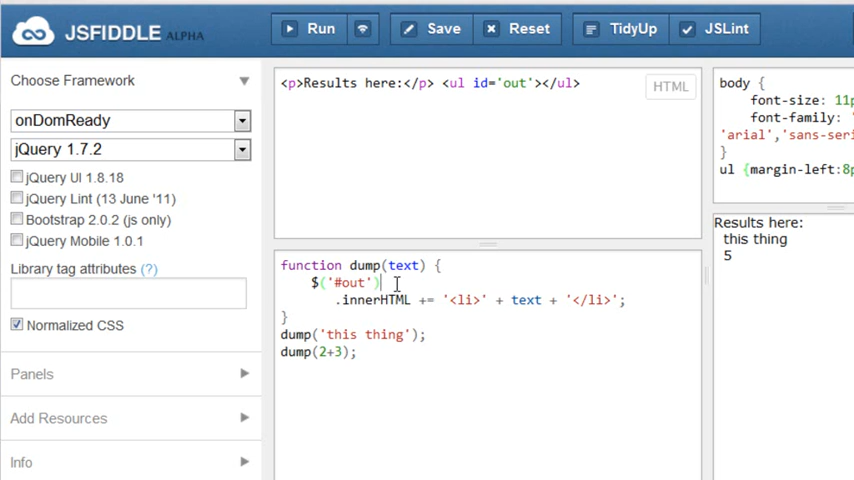 JSFIDDLE ALPHA
Run Save Reset TidyUp JSLint
Choose Framework
onDomReady
jQuery 1.7.2
jQuery UI 1.8.18
jQuery Lint (13 June '11)
Bootstrap 2.0.2 (js only)
jQuery Mobile 1.0.1
Library tag attributes (?)
Normalized CSS
Panels
Add Resources
Info
<p>Results here:</p> <ul id='out'></ul>
HTML
function dump(text) {
$('#out')
.innerHTML += '<li>' + text + '</li>';
}
dump('this thing');
dump(2+3);
body {
font-size: 11p
font-family: '
'arial','sans-seri
}
ul {margin-left:8p
Results here:
this thing
5